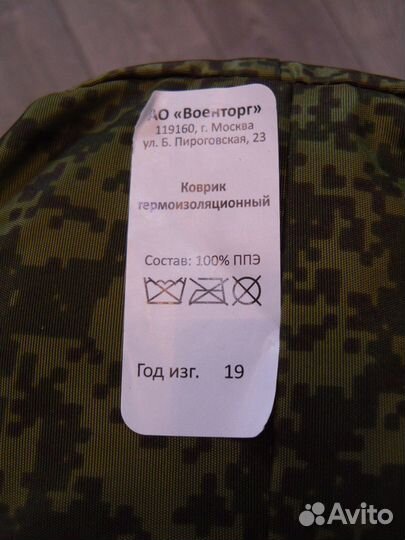 АО «Военторг»
119160, г. Москва
ул. Б. Пироговская, 23
Коврик
термоизоляционный
Состав: 100% ППЭ
Год изг. 19
Avito